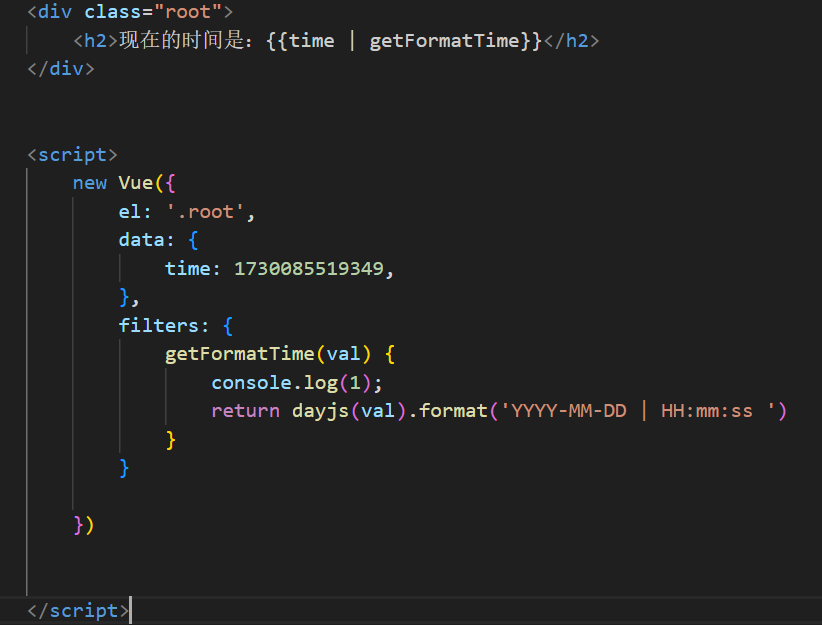 <div class="root">
    <h2>现在的时间是：{{time | getFormatTime}}</h2>
</div>
<script>
    new Vue({
        el: '.root',
        data: {
            time: 1730085519349,
        },
        filters: {
            getFormatTime(val) {
                console.log(1);
                return dayjs(val).format('YYYY-MM-DD | HH:mm:ss ')
            }
        }
    })
</script>